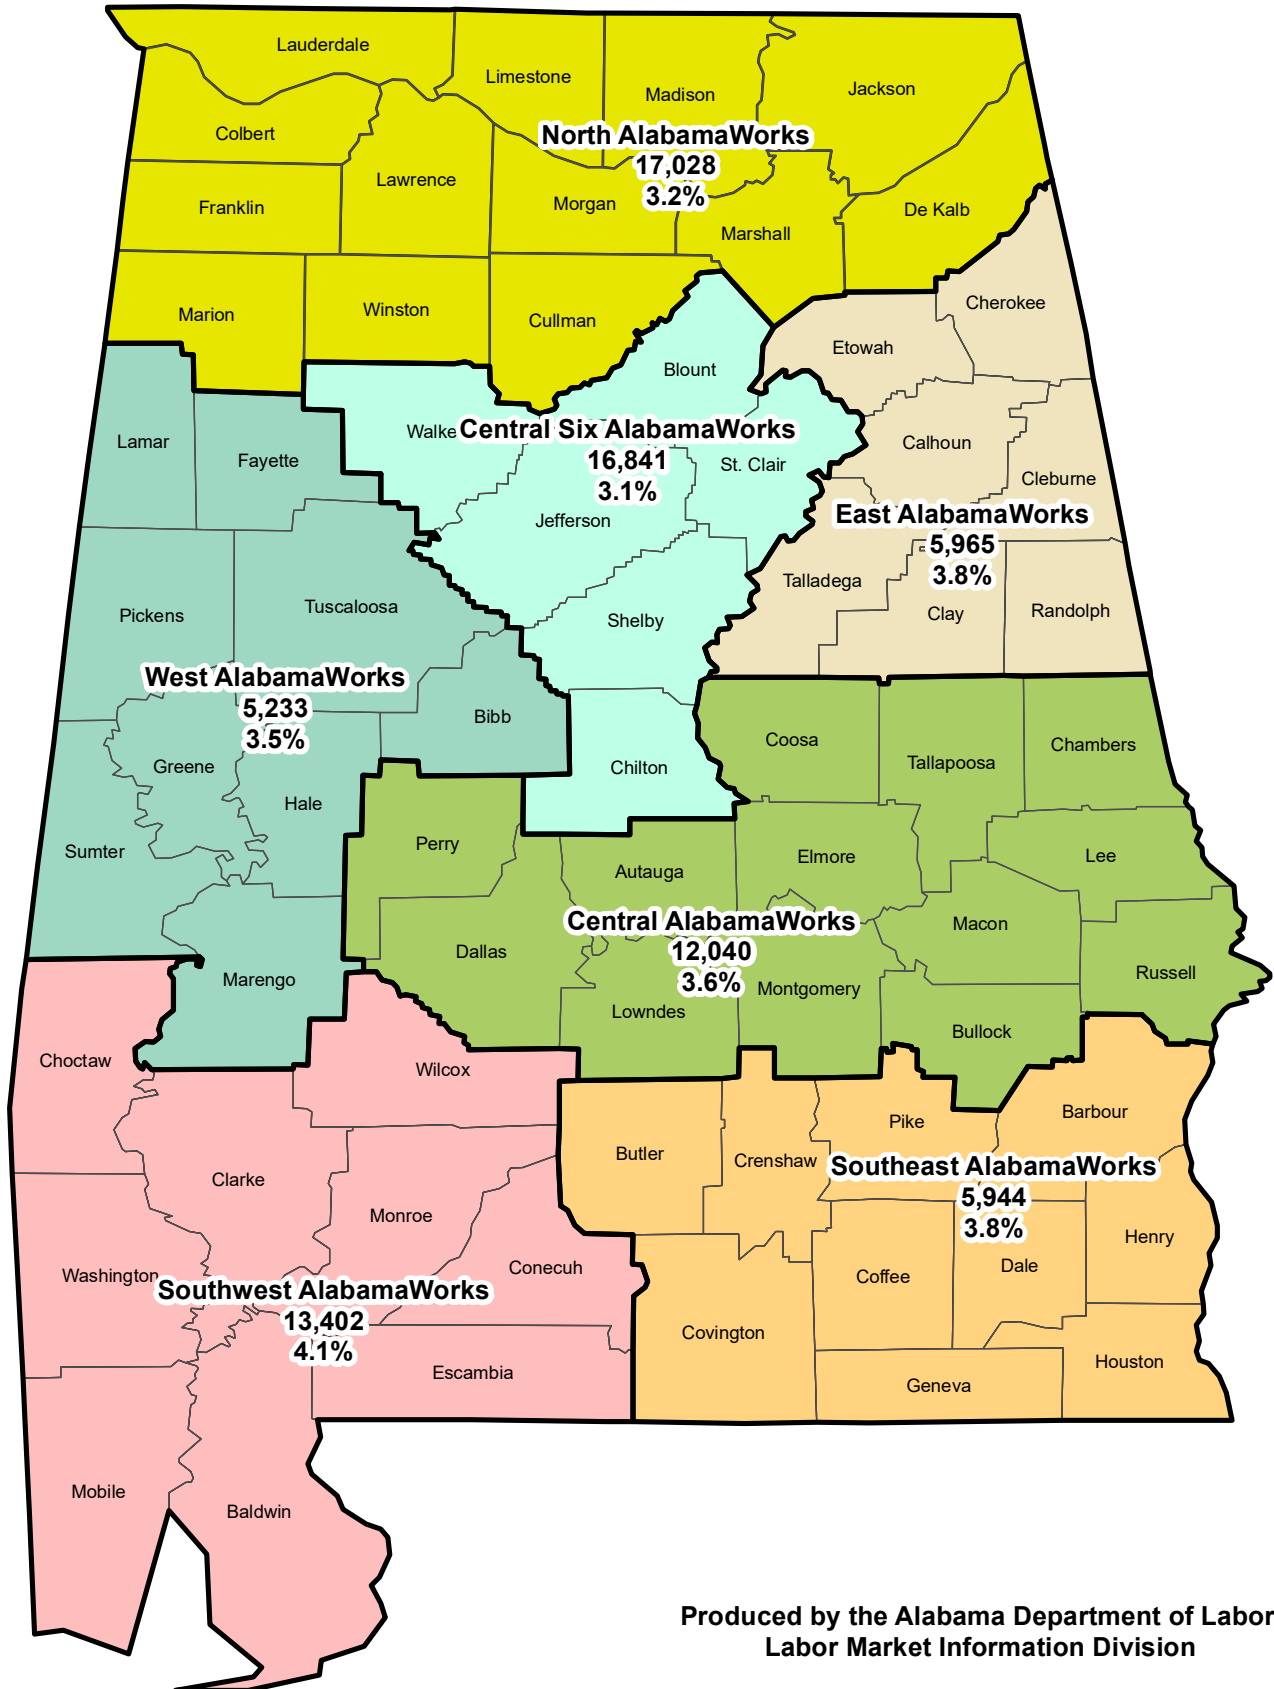 Lauderdale
Limestone
Madison
Jackson
Colbert
North AlabamaWorks
17,028
3.2%
Lawrence
Franklin
Morgan
De Kalb
Marshall
Marion
Winston
Cullman
Cherokee
Etowah
Blount
Lamar
Fayette
Walke
Central Six AlabamaWorks
16,841
3.1%
St. Clair
Calhoun
Cleburne
Jefferson
East AlabamaWorks
5,965
3.8%
Talladega
Clay
Randolph
Pickens
Tuscaloosa
Shelby
West AlabamaWorks
5,233
3.5%
Bibb
Greene
Hale
Chilton
Coosa
Tallapoosa
Chambers
Sumter
Perry
Autauga
Elmore
Lee
Central AlabamaWorks
12,040
3.6%
Macon
Dallas
Marengo
Lowndes
Montgomery
Russell
Bullock
Choctaw
Wilcox
Barbour
Pike
Butler
Crenshaw
Southeast AlabamaWorks
5,944
3.8%
Clarke
Monroe
Henry
Washington
Conecuh
Coffee
Dale
Southwest AlabamaWorks
13,402
4.1%
Covington
Houston
Escambia
Geneva
Mobile
Baldwin
Produced by the Alabama Department of Labor
Labor Market Information Division